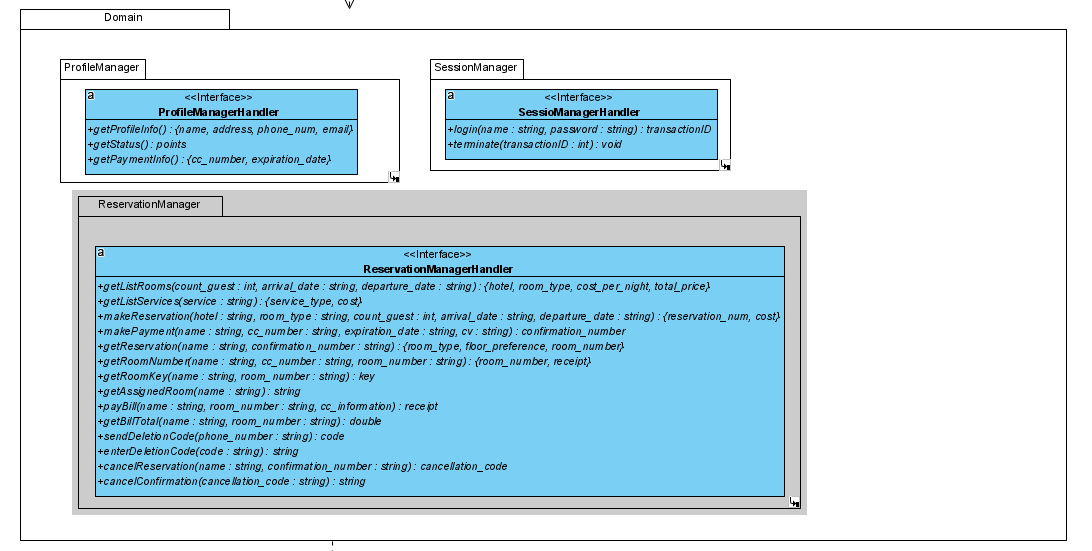 Domain
ProfileManager
a
<<Interface>>
ProfileManagerHandler
+getProfileInfo() : {name, address, phone_num, email}
+getStatus() : points
+getPaymentInfo() : {cc_number, expiration_date}
SessionManager
a
<<Interface>>
SessioManagerHandler
+login(name : string, password : string) : transactionID
+terminate(transactionID : int) : void
ReservationManager
a
<<Interface>>
ReservationManagerHandler
+getListRooms(count_guest : int, arrival_date : string, departure_date : string) : {hotel, room_type, cost_per_night, total_price}
+getListServices(service : string) : {service_type, cost}
+makeReservation(hotel : string, room_type : string, count_guest : int, arrival_date : string, departure_date : string) : {reservation_num, cost}
+makePayment(name : string, cc_number : string, expiration_date : string, cv : string) : confirmation_number
+getReservation(name : string, confirmation_number : string) : {room_type, floor_preference, room_number}
+getRoomNumber(name : string, cc_number : string, room_number : string) : {room_number, receipt}
+getRoomKey(name : string, room_number : string) : key
+getAssignedRoom(name : string) : string
+payBill(name : string, room_number : string, cc_information) : receipt
+getBillTotal(name : string, room_number : string) : double
+sendDeletionCode(phone_number : string) : code
+enterDeletionCode(code : string) : string
+cancelReservation(name : string, confirmation_number : string) : cancellation_code
+cancelConfirmation(cancellation_code : string) : string